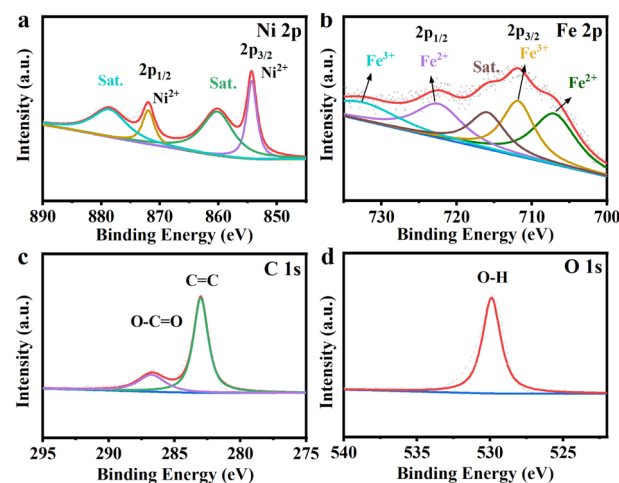 a
Ni 2p
2p3/2
Ni2+
2p1/2
Ni2+
Sat.
Sat.
Intensity (a.u.)
890 880 870 860 850
Binding Energy (eV)
b
Fe 2p
2p1/2
2p3/2
Fe3+
Fe2+
Sat.
Fe3+
Fe2+
Intensity (a.u.)
730 720 710 700
Binding Energy (eV)
c
C 1s
C=C
O-C=O
Intensity (a.u.)
295 290 285 280 275
Binding Energy (eV)
d
O 1s
O-H
Intensity (a.u.)
540 535 530 525
Binding Energy (eV)